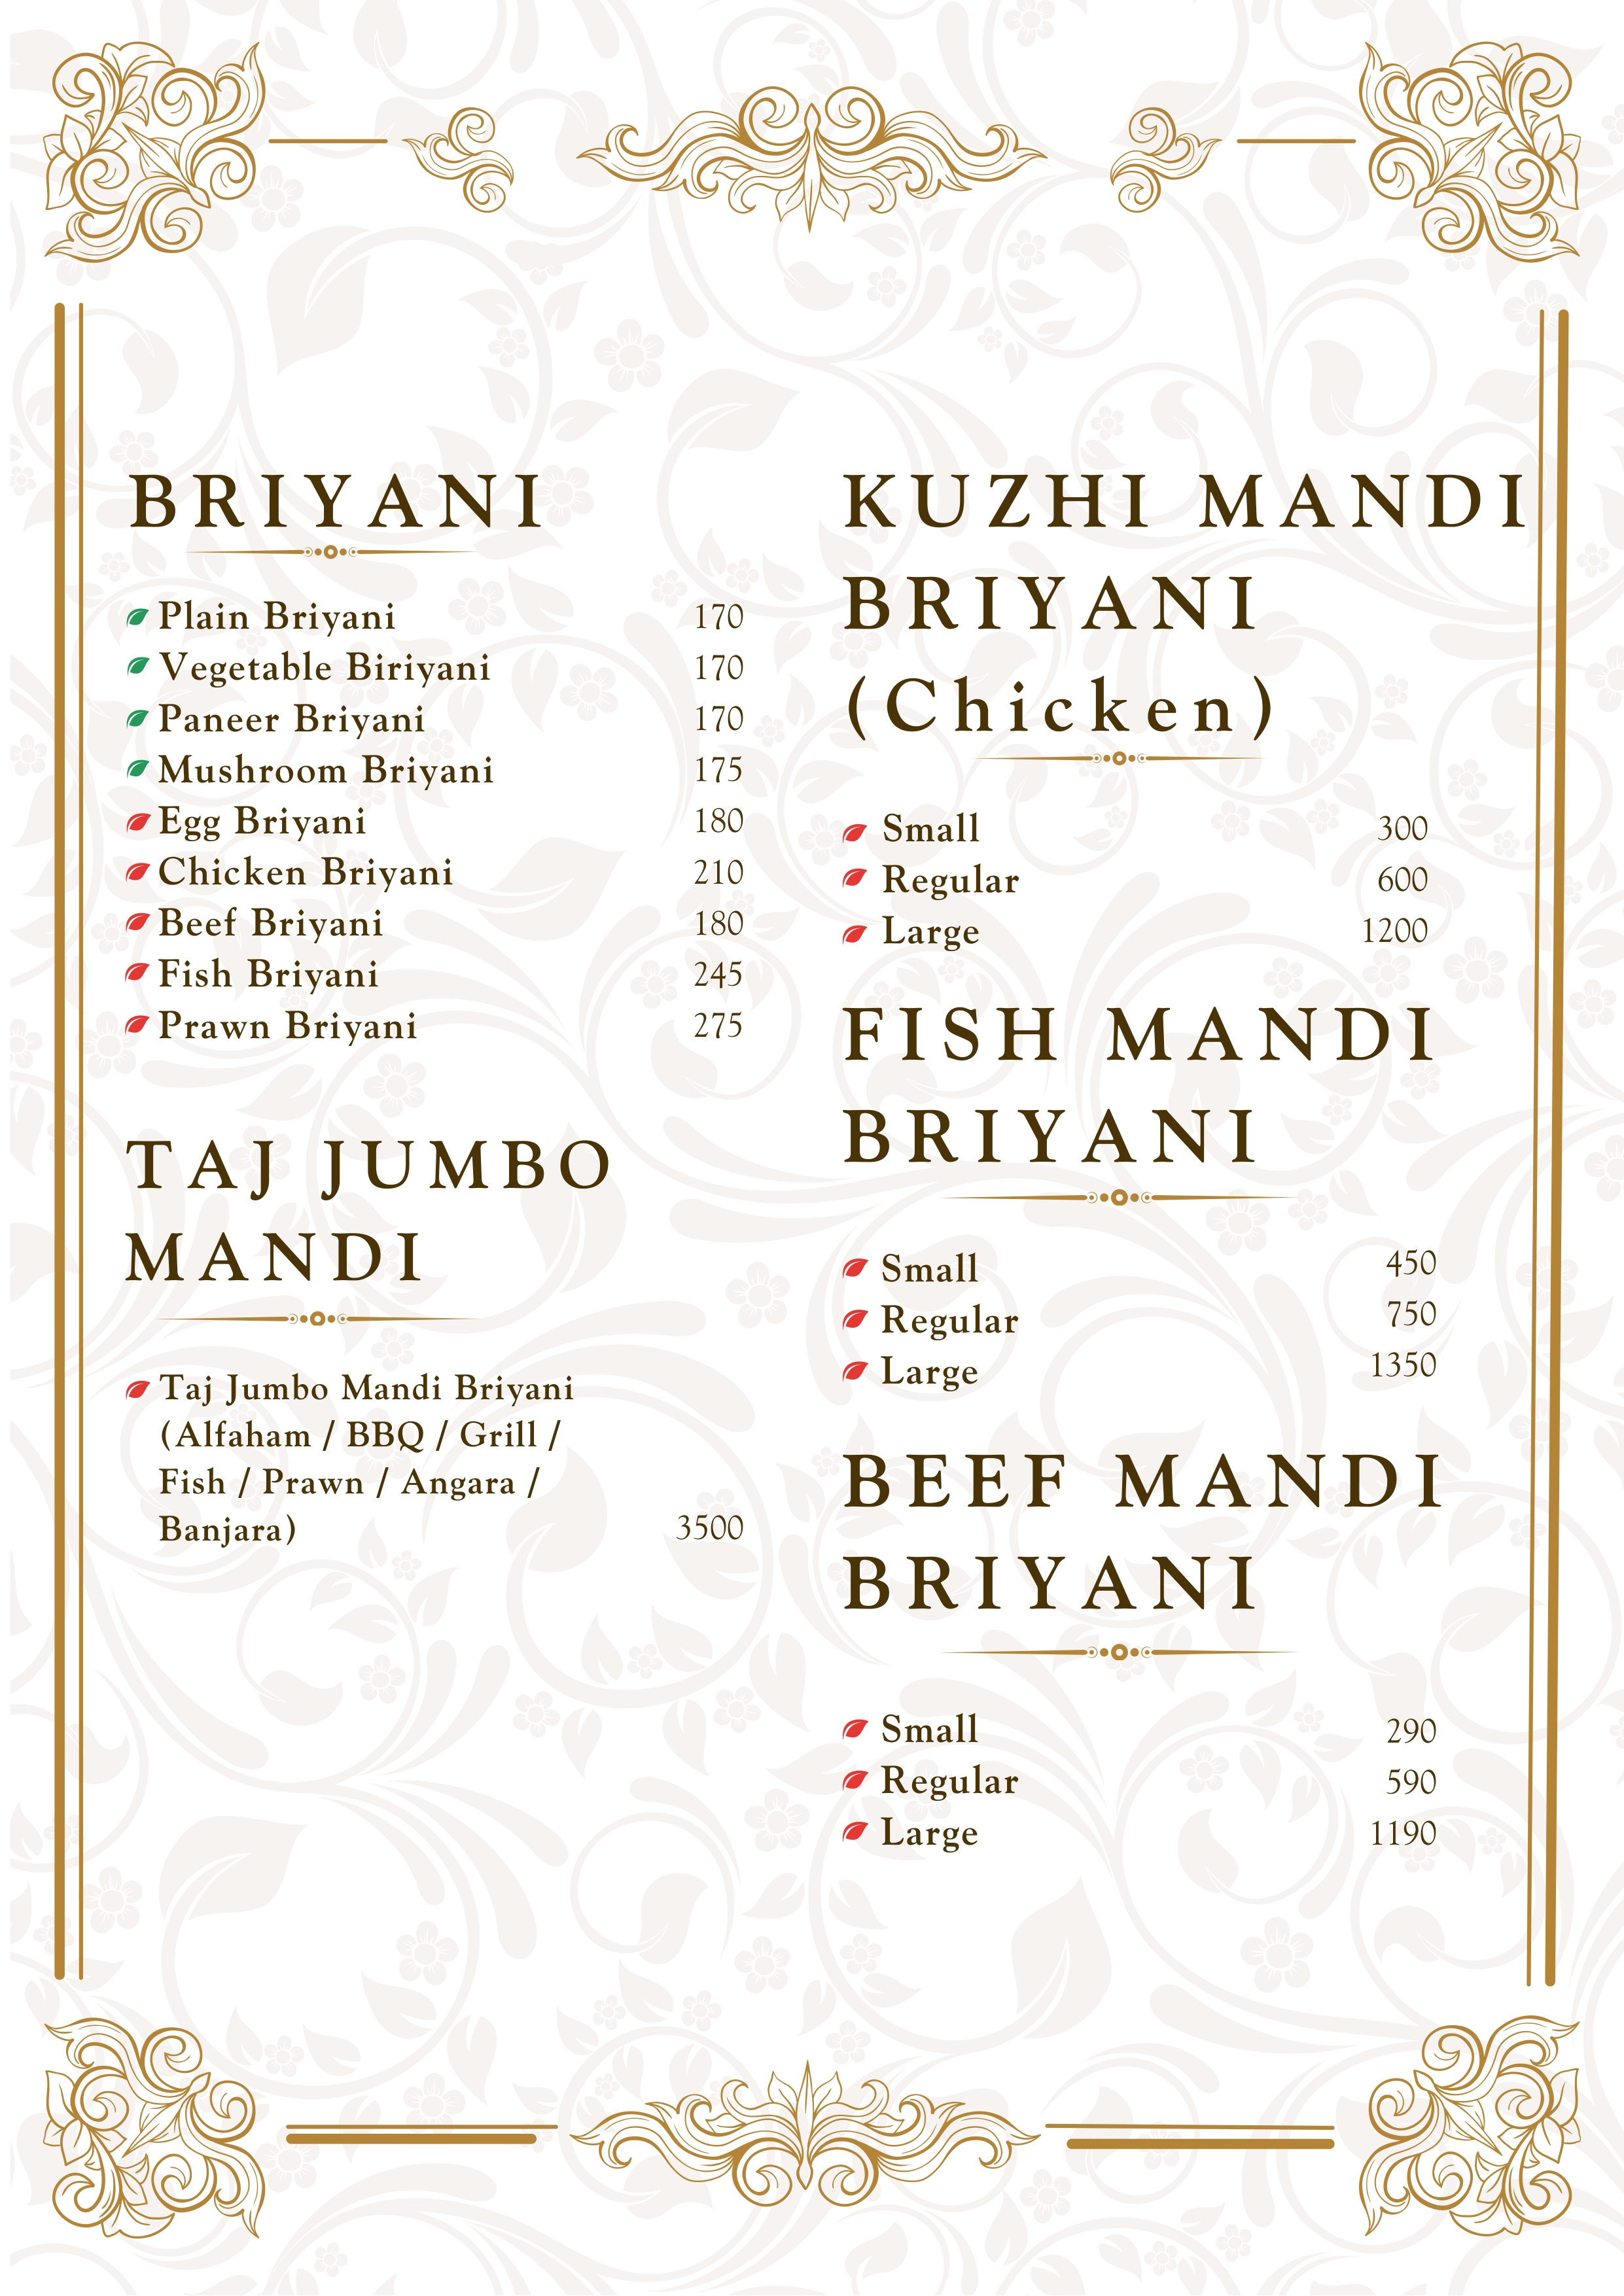 BRIYANI
Plain Briyani 170
Vegetable Biriyani 170
Paneer Briyani 170
Mushroom Briyani 175
Egg Briyani 180
Chicken Briyani 210
Beef Briyani 180
Fish Briyani 245
Prawn Briyani 275
TAJ JUMBO
MANDI
Taj Jumbo Mandi Briyani
(Alfaham / BBQ / Grill /
Fish / Prawn / Angara /
Banjara) 3500
KUZHI MANDI
BRIYANI
(Chicken)
Small 300
Regular 600
Large 1200
FISH MANDI
BRIYANI
Small 450
Regular 750
Large 1350
BEEF MANDI
BRIYANI
Small 290
Regular 590
Large 1190